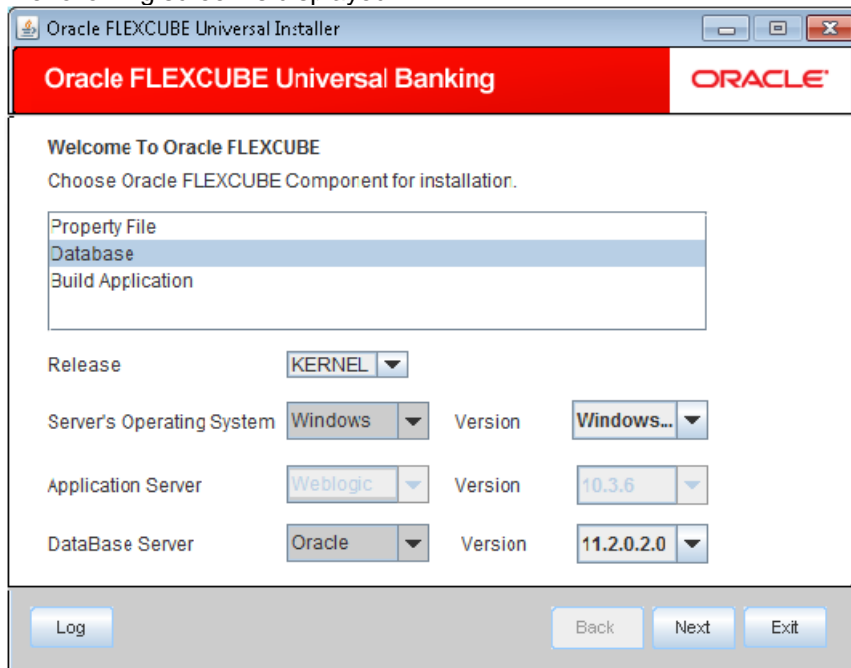 Oracle FLEXCUBE Universal Installer
Oracle FLEXCUBE Universal Banking
ORACLE
Welcome To Oracle FLEXCUBE
Choose Oracle FLEXCUBE Component for installation.
Property File
Database
Build Application
Release KERNEL
Server's Operating System Windows Version Windows...
Application Server Weblogic Version 10.3.6
DataBase Server Oracle Version 11.2.0.2.0
Log Back Next Exit